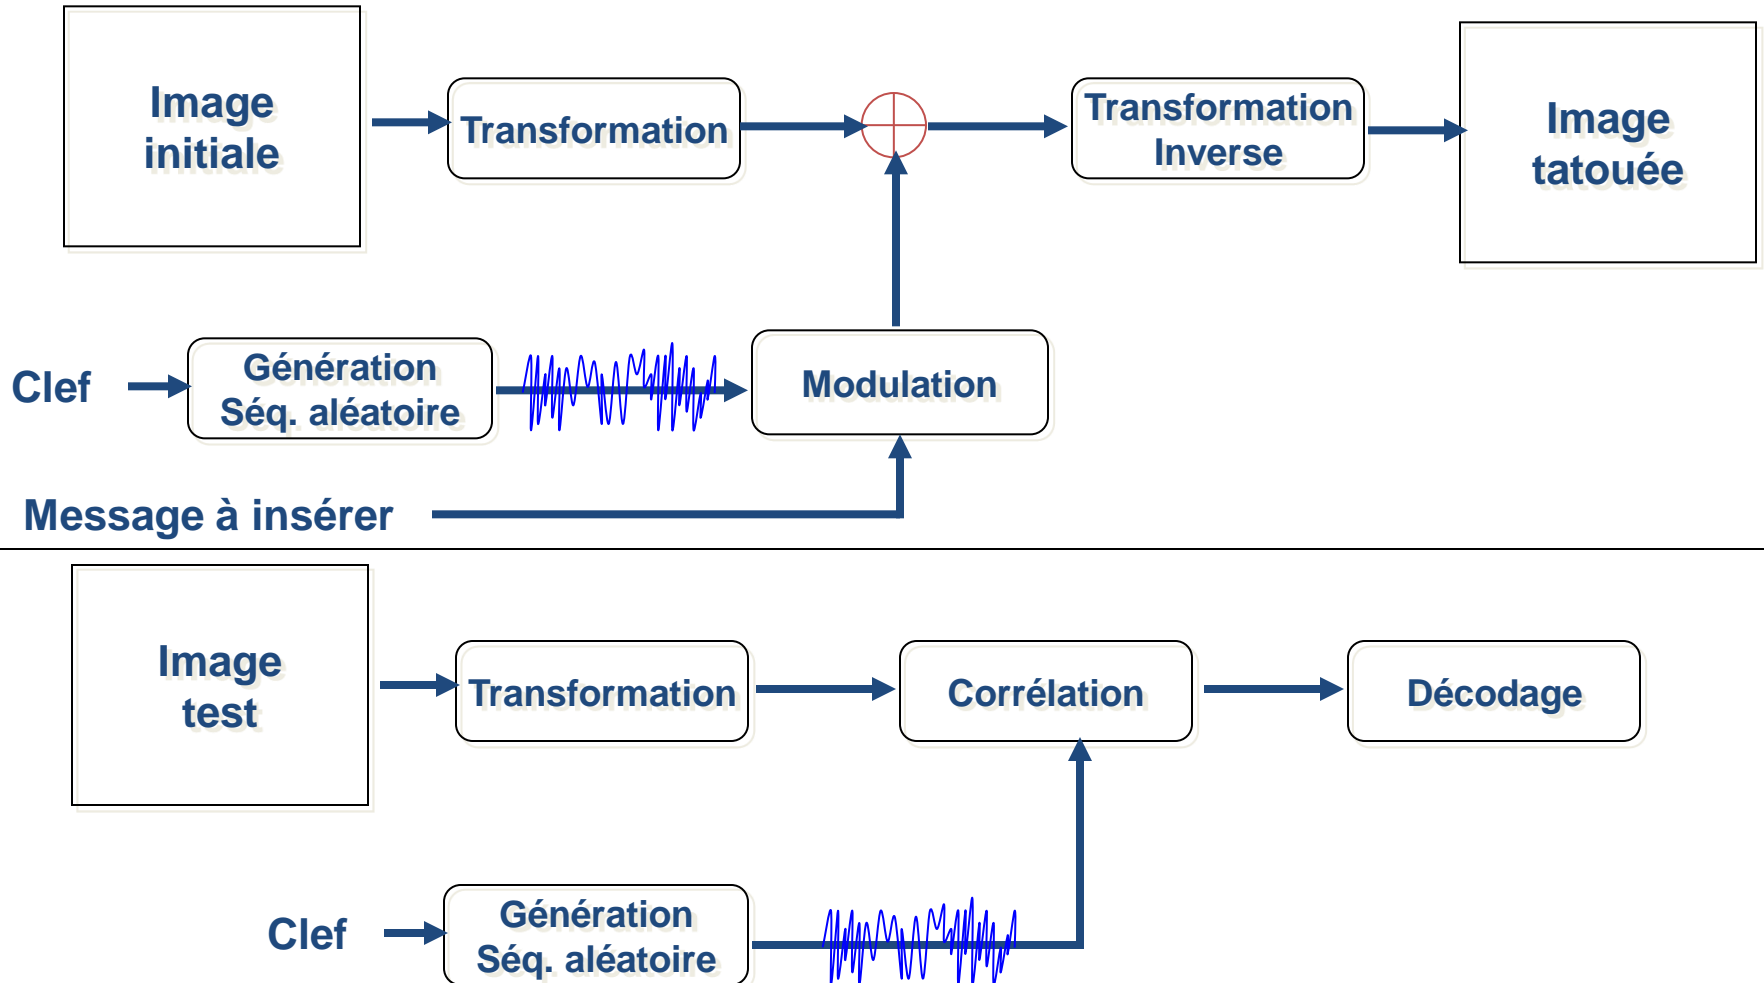 Image
initiale
Transformation
Transformation
Inverse
Image
tatouée
Clef
Génération
Séq. aléatoire
Modulation
Message à insérer
Image
test
Transformation
Corrélation
Décodage
Clef
Génération
Séq. aléatoire